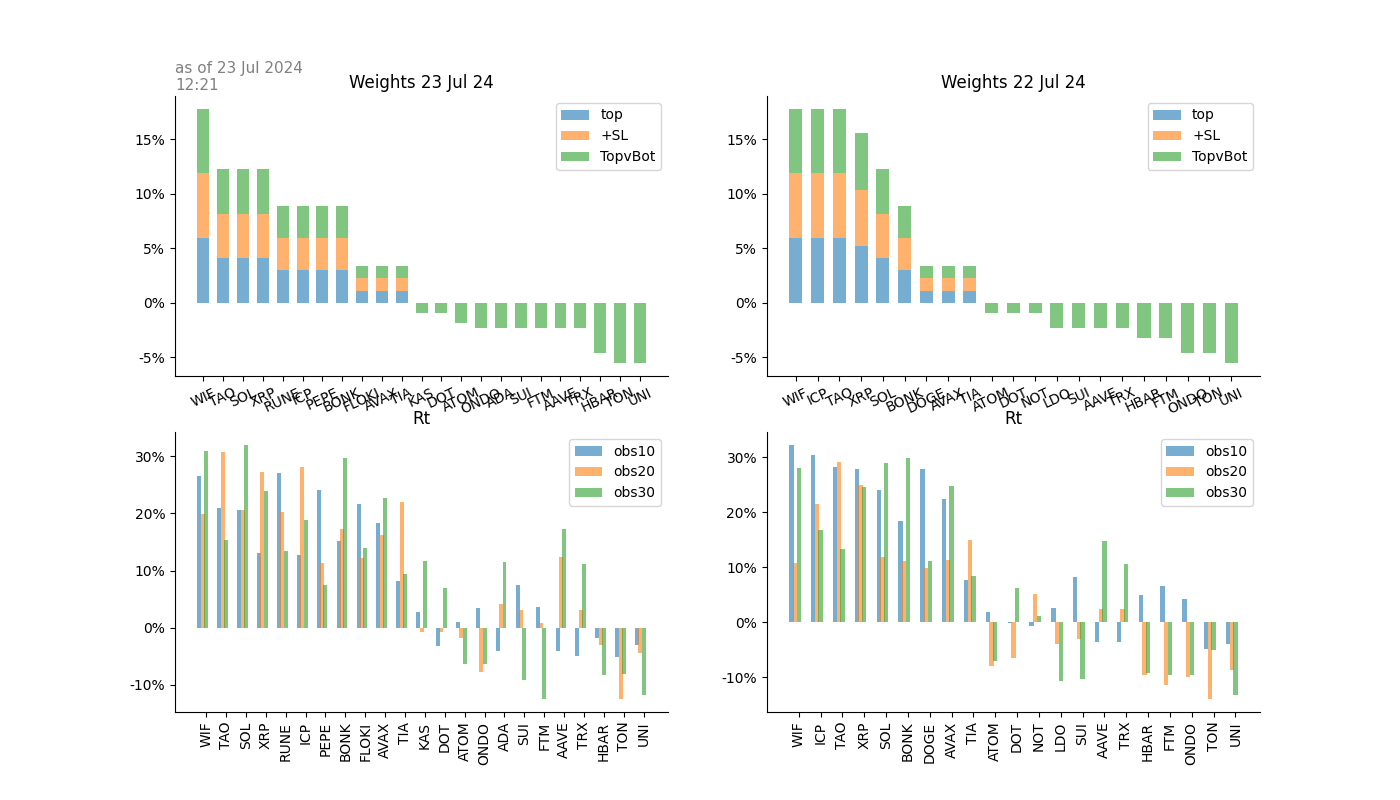 as of 23 Jul 2024
12:21
Weights 23 Jul 24
top
+SL
TopvBot
15%
10%
5%
0%
-5%
WIF TAO SOL XRP RUNE ICP PEPE BONK FLOKI AVAX TIA KAS DOT ATOM ONDO ADA SUI FTM AAVE TRX HBAR TON UNI
Weights 22 Jul 24
top
+SL
TopvBot
15%
10%
5%
0%
-5%
WIF ICP TAO XRP SOL BONK DOGE AVAX TIA ATOM DOT NOT LDO SUI AAVE TRX HBAR FTM ONDO TON UNI
Rt
obs10
obs20
obs30
30%
20%
10%
0%
-10%
WIF TAO SOL XRP RUNE ICP PEPE BONK FLOKI AVAX TIA KAS DOT ATOM ONDO ADA SUI FTM AAVE TRX HBAR TON UNI
Rt
obs10
obs20
obs30
30%
20%
10%
0%
-10%
WIF ICP TAO XRP SOL BONK DOGE AVAX TIA ATOM DOT NOT LDO SUI AAVE TRX HBAR FTM ONDO TON UNI